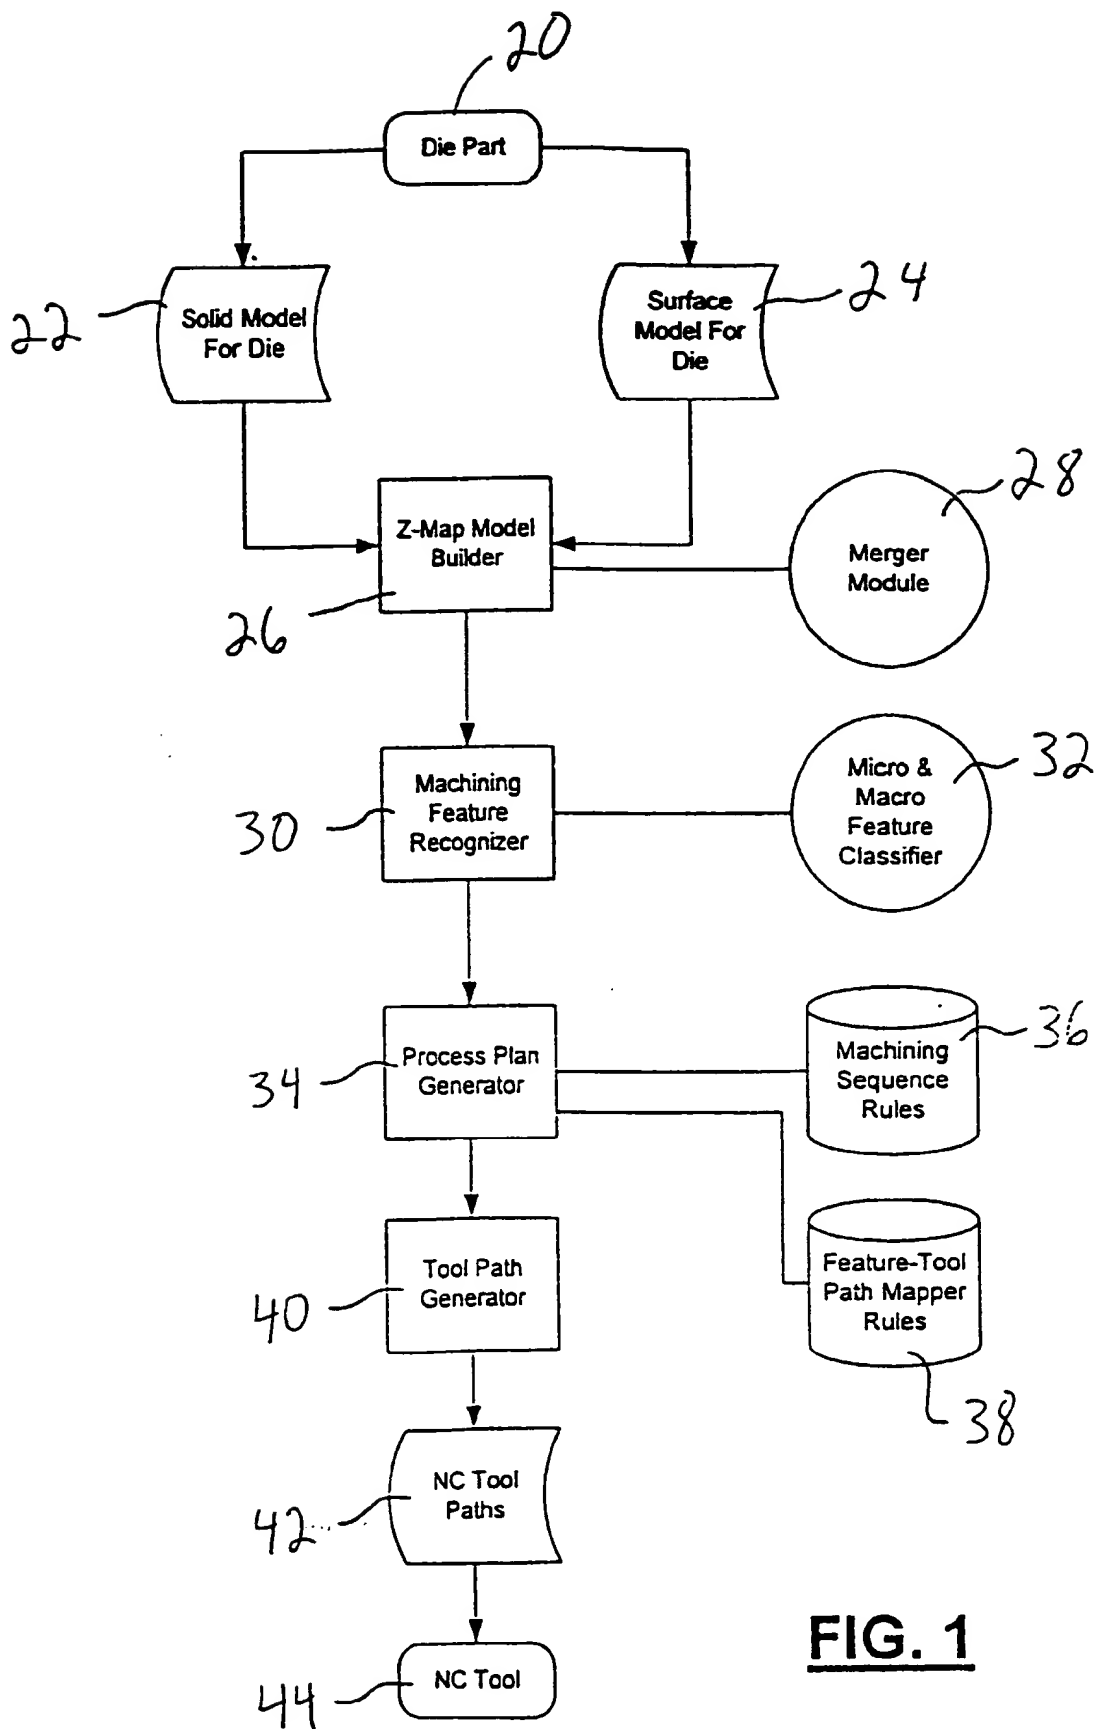 20
Die Part
22
Solid Model
For Die
Surface
Model For
Die
24
Z-Map Model
Builder
26
Merger
Module
28
Machining
Feature
Recognizer
30
Micro &
Macro
Feature
Classifier
32
Process Plan
Generator
34
Machining
Sequence
Rules
36
Feature-Tool
Path Mapper
Rules
38
Tool Path
Generator
40
NC Tool
Paths
42
NC Tool
44
FIG. 1